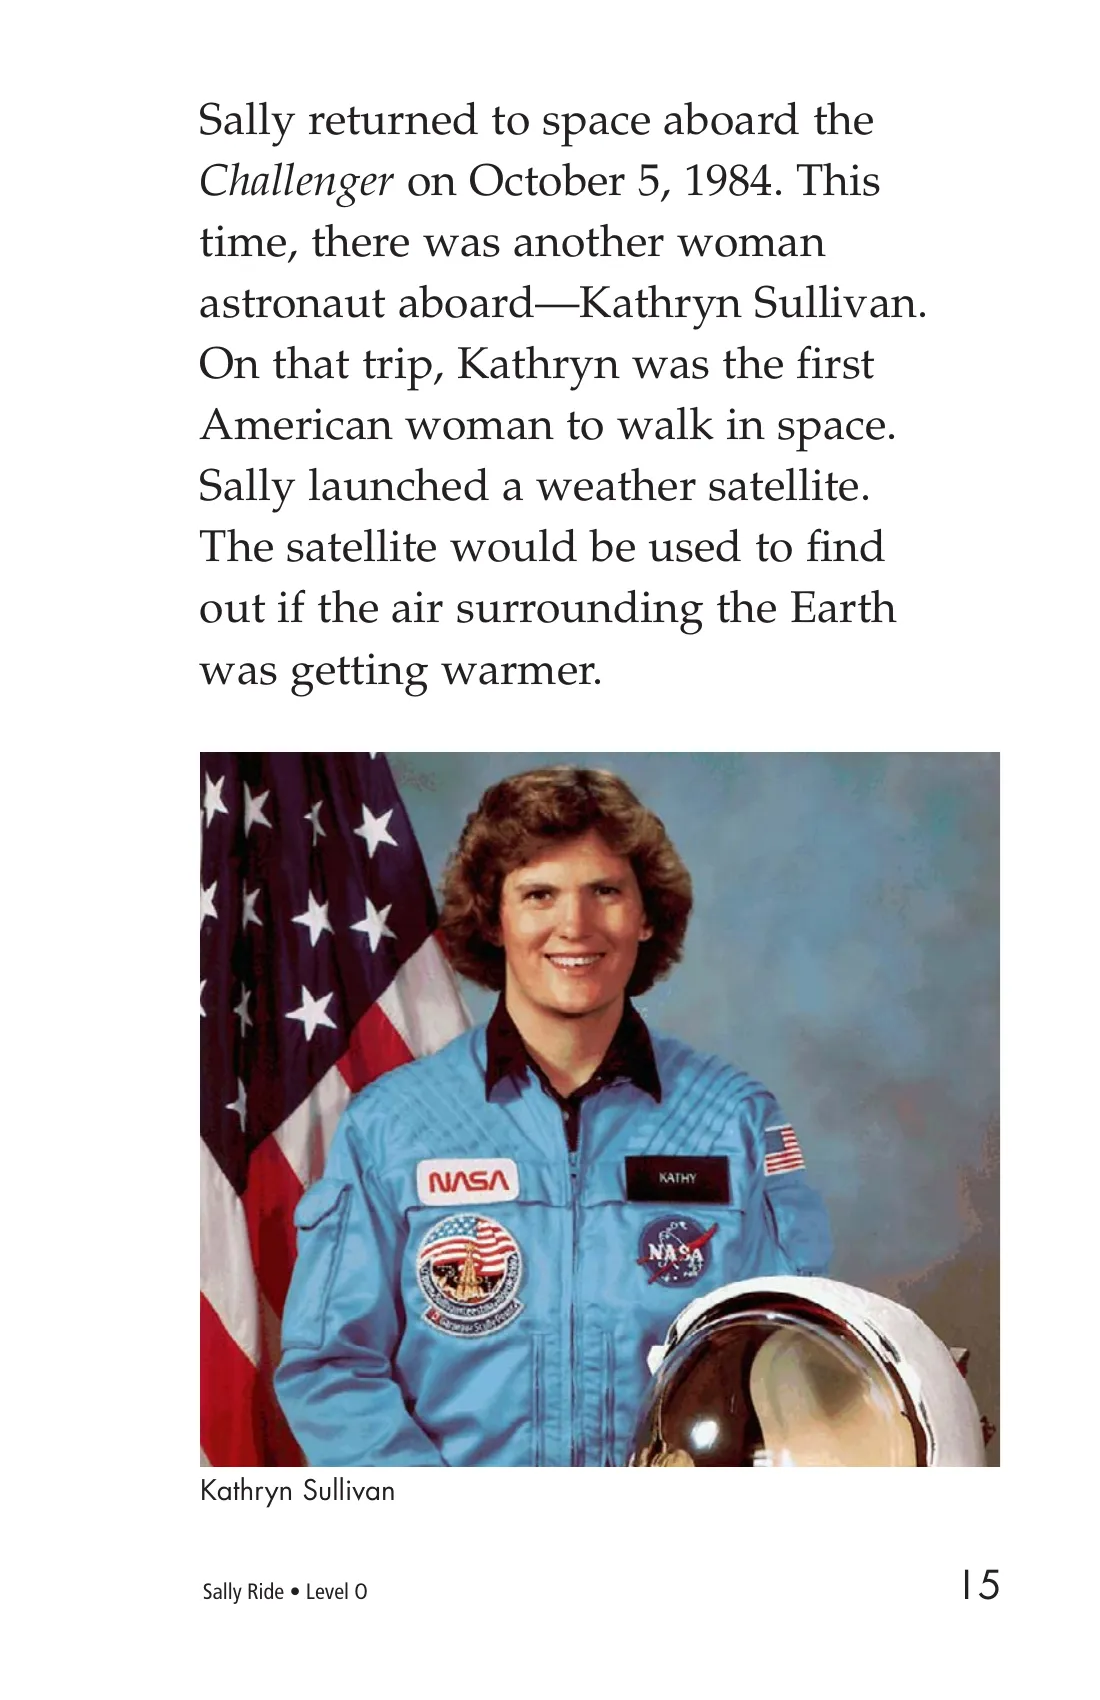 Sally returned to space aboard the
Challenger on October 5, 1984. This
time, there was another woman
astronaut aboard—Kathryn Sullivan.
On that trip, Kathryn was the first
American woman to walk in space.
Sally launched a weather satellite.
The satellite would be used to find
out if the air surrounding the Earth
was getting warmer.
NASA
KATHY
NASA
Kathryn Sullivan
Sally Ride • Level O
15